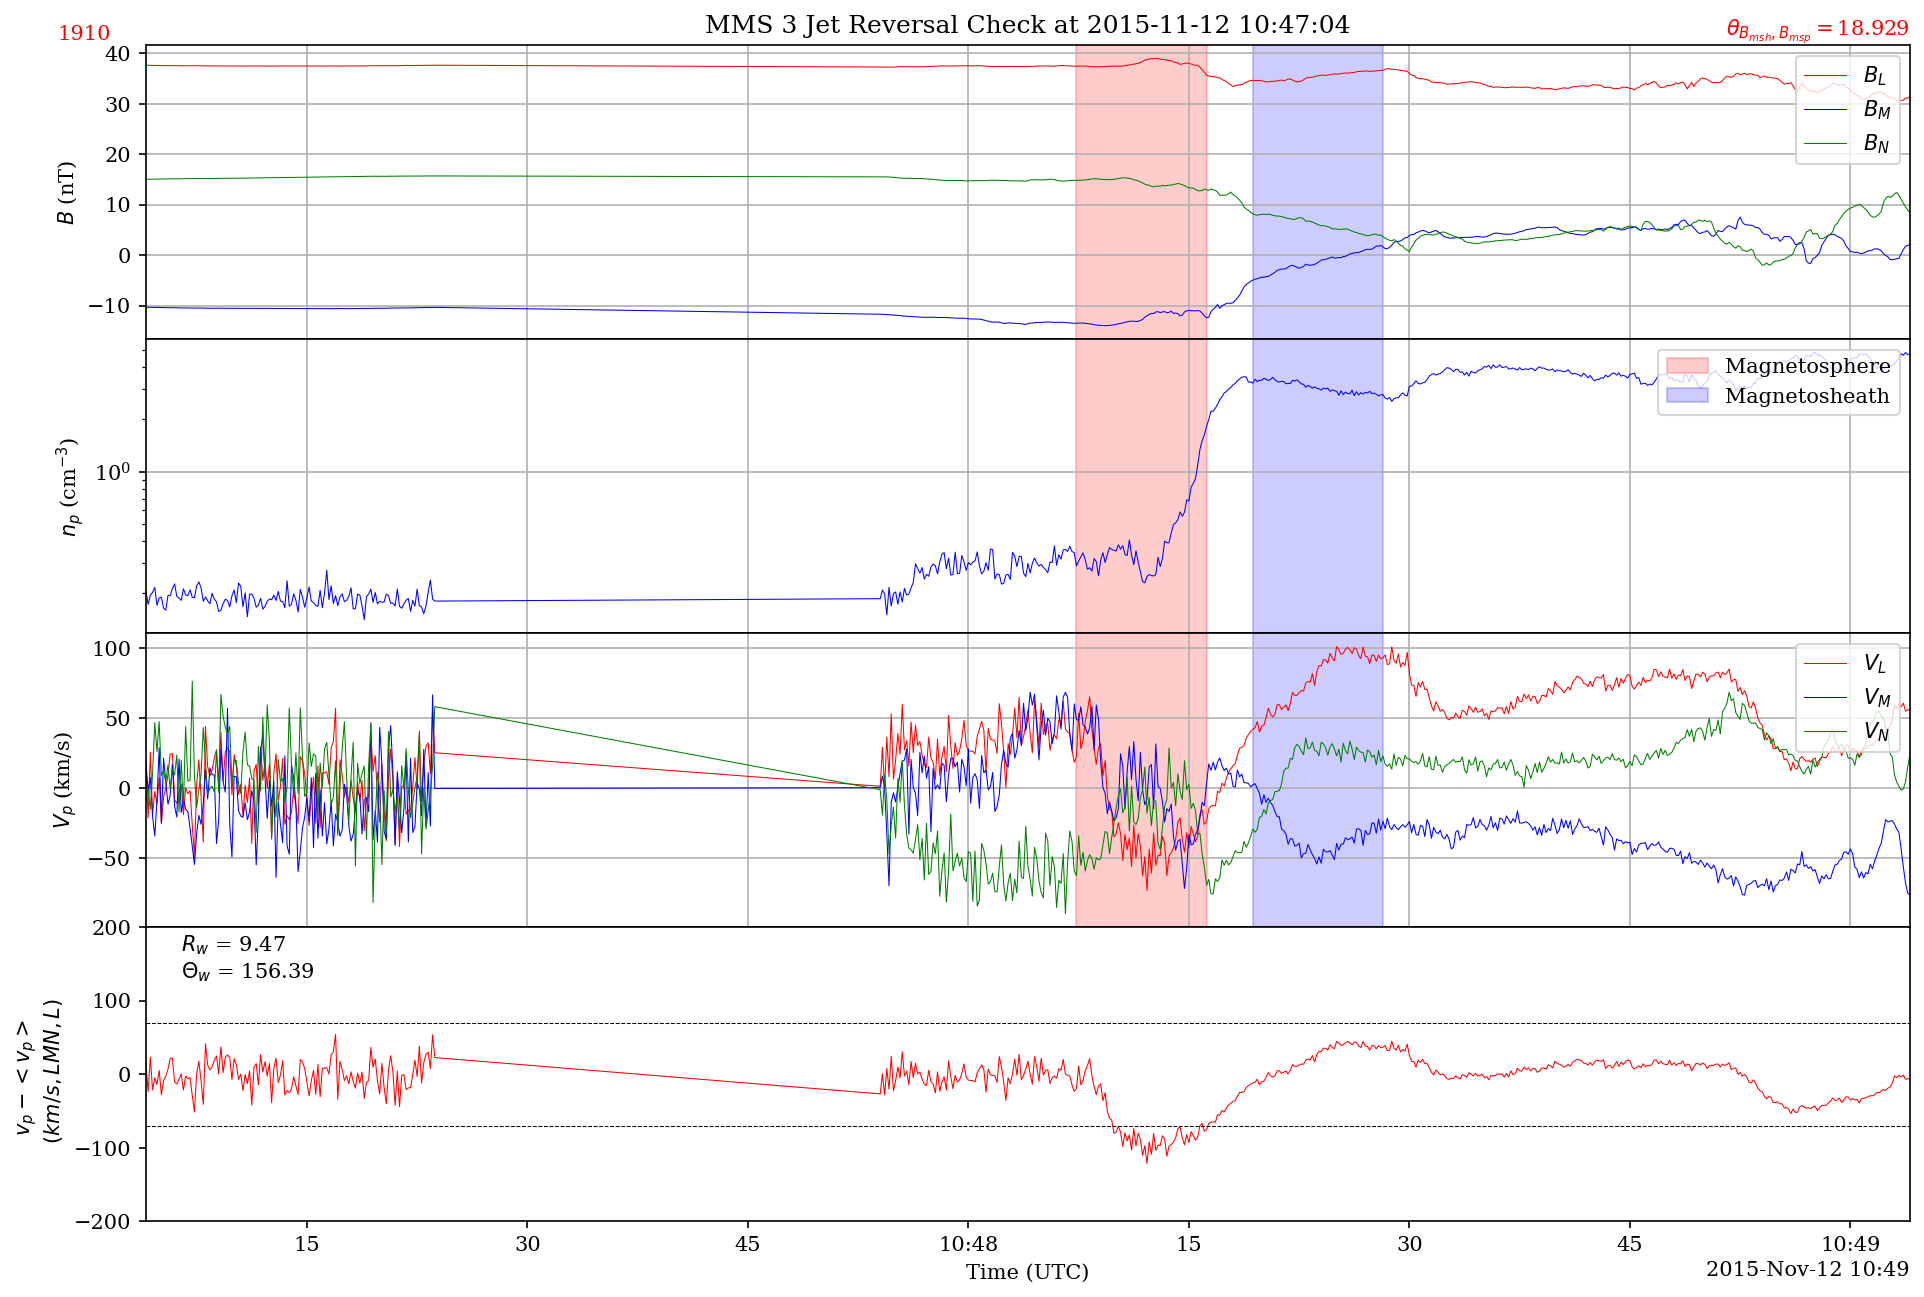 1910
MMS 3 Jet Reversal Check at 2015-11-12 10:47:04
θ_{B_{msh}, B_{msp}} = 18.929
40
30
20
10
0
−10
B (nT)
B_L
B_M
B_N
10^0
n_p (cm^{−3})
Magnetosphere
Magnetosheath
100
50
0
−50
V_p (km/s)
V_L
V_M
V_N
200
100
0
−100
−200
v_p − < v_p >
(km/s, LMN, L)
R_w = 9.47
Θ_w = 156.39
15
30
45
10:48
15
30
45
10:49
Time (UTC)
2015-Nov-12 10:49